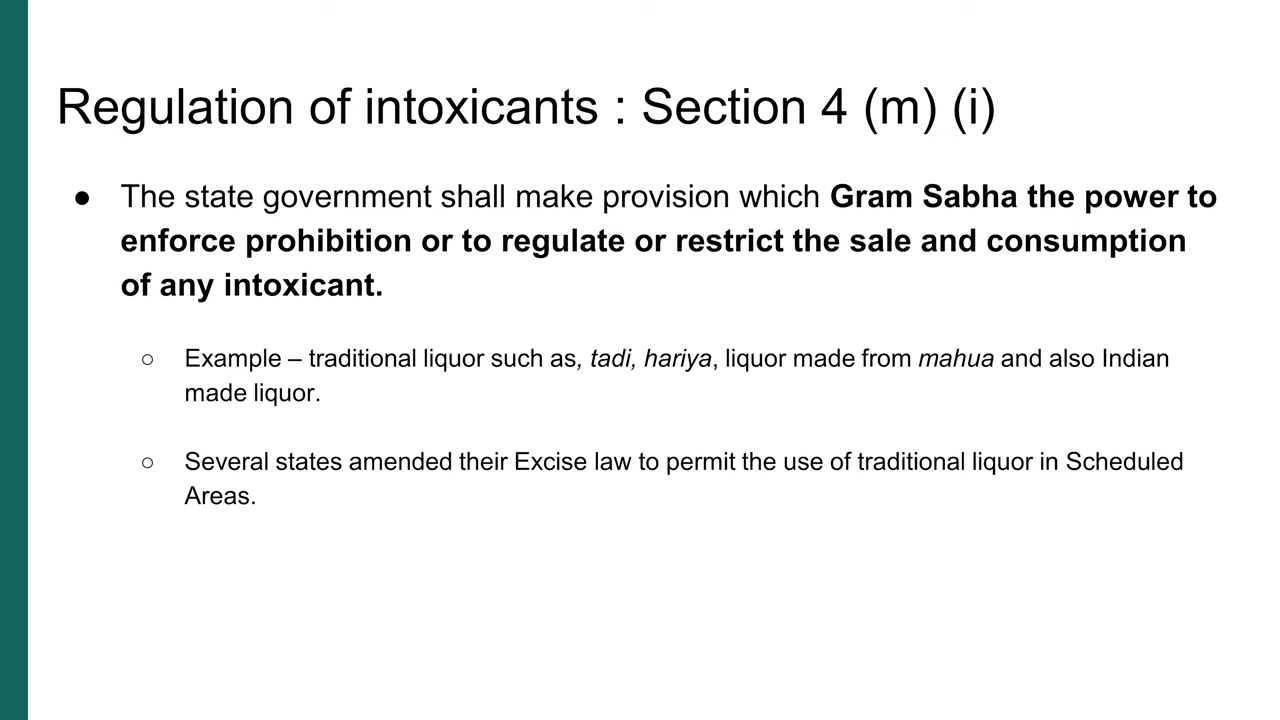 Regulation of intoxicants : Section 4 (m) (i)
● The state government shall make provision which Gram Sabha the power to
enforce prohibition or to regulate or restrict the sale and consumption
of any intoxicant.
○ Example – traditional liquor such as, tadi, hariya, liquor made from mahua and also Indian
made liquor.
○ Several states amended their Excise law to permit the use of traditional liquor in Scheduled
Areas.